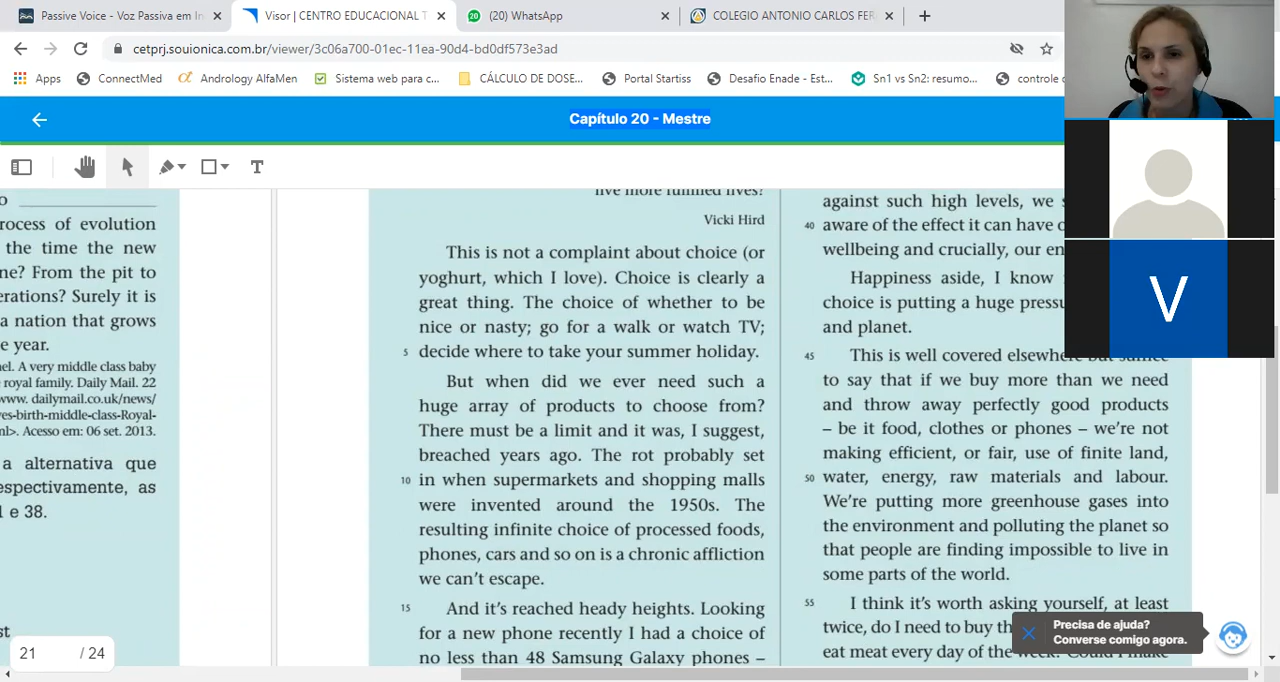 Passive Voice - Voz Passiva em In
Visor | CENTRO EDUCACIONAL T
(20) WhatsApp
COLEGIO ANTONIO CARLOS FER
cetprj.souionica.com.br/viewer/3c06a700-01ec-11ea-90d4-bd0df573e3ad
Apps
ConnectMed
Andrology AlfaMen
Sistema web para c...
CÁLCULO DE DOSE...
Portal Startiss
Desafio Enade - Est...
Sn1 vs Sn2: resumo...
controle
Capítulo 20 - Mestre
T
o
rocess of evolution
the time the new
ne? From the pit to
erations? Surely it is
a nation that grows
e year.
nel. A very middle class baby
royal family. Daily Mail. 22
www. dailymail.co.uk/news/
es-birth-middle-class-Royal-
ml>. Acesso em: 06 set. 2013.
a alternativa que
espectivamente, as
1 e 38.
st
21 / 24
live more fulfilled lives?
Vicki Hird
This is not a complaint about choice (or
yoghurt, which I love). Choice is clearly a
great thing. The choice of whether to be
nice or nasty; go for a walk or watch TV;
5 decide where to take your summer holiday.
But when did we ever need such a
huge array of products to choose from?
There must be a limit and it was, I suggest,
breached years ago. The rot probably set
10 in when supermarkets and shopping malls
were invented around the 1950s. The
resulting infinite choice of processed foods,
phones, cars and so on is a chronic affliction
we can't escape.
15 And it's reached heady heights. Looking
for a new phone recently I had a choice of
no less than 48 Samsung Galaxy phones –
against such high levels, we s
40 aware of the effect it can have o
wellbeing and crucially, our en
Happiness aside, I know
choice is putting a huge pressu
and planet.
45 This is well covered elsewhere but suffice
to say that if we buy more than we need
and throw away perfectly good products
– be it food, clothes or phones – we're not
making efficient, or fair, use of finite land,
50 water, energy, raw materials and labour.
We're putting more greenhouse gases into
the environment and polluting the planet so
that people are finding impossible to live in
some parts of the world.
55 I think it's worth asking yourself, at least
twice, do I need to buy th
eat meat every day of the week? Could I make
Precisa de ajuda?
Converse comigo agora.
V